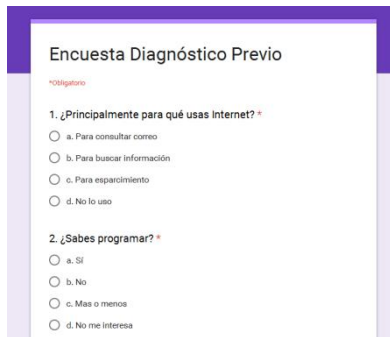 Encuesta Diagnóstico Previo
*Obligatorio
1. ¿Principalmente para qué usas Internet? *
a. Para consultar correo
b. Para buscar información
c. Para esparcimiento
d. No lo uso
2. ¿Sabes programar? *
a. Sí
b. No
c. Mas o menos
d. No me interesa